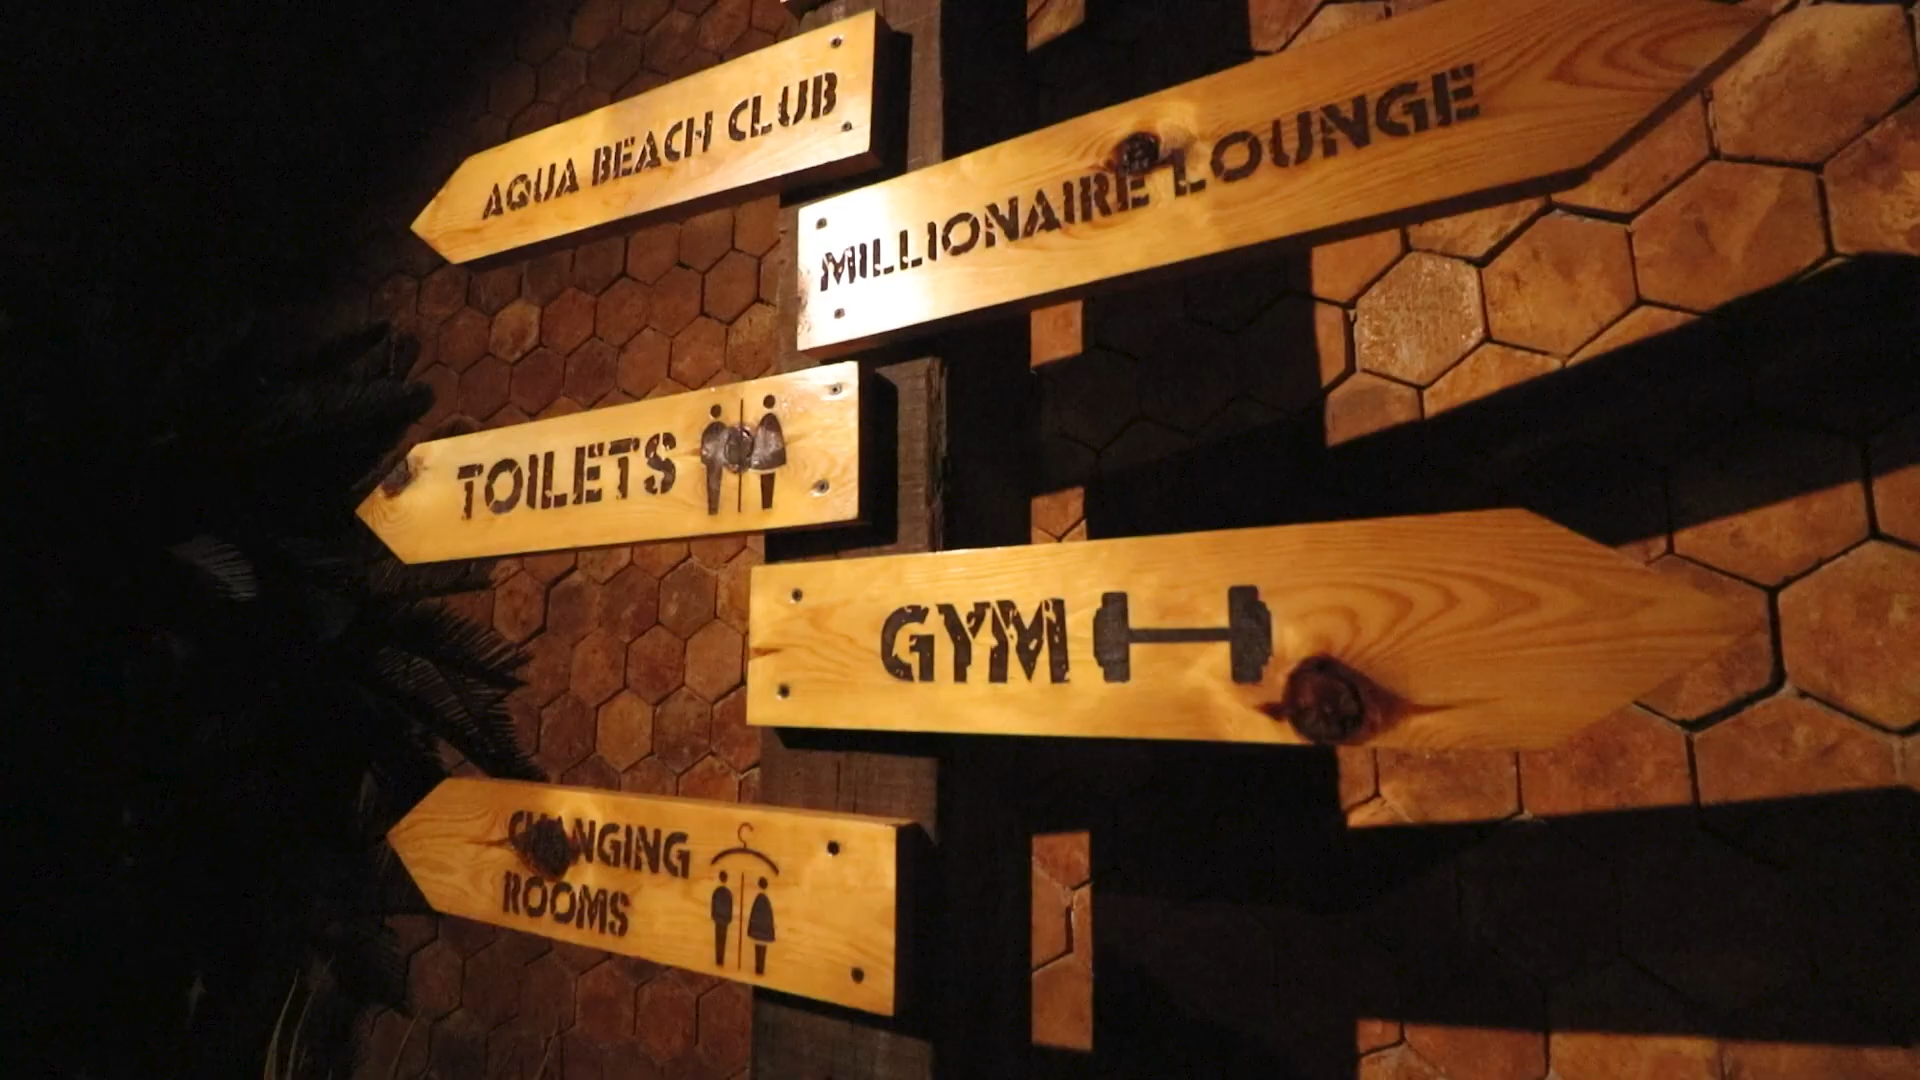 AQUA BEACH CLUB
MILLIONAIRE LOUNGE
TOILETS
GYM
CHANGING
ROOMS